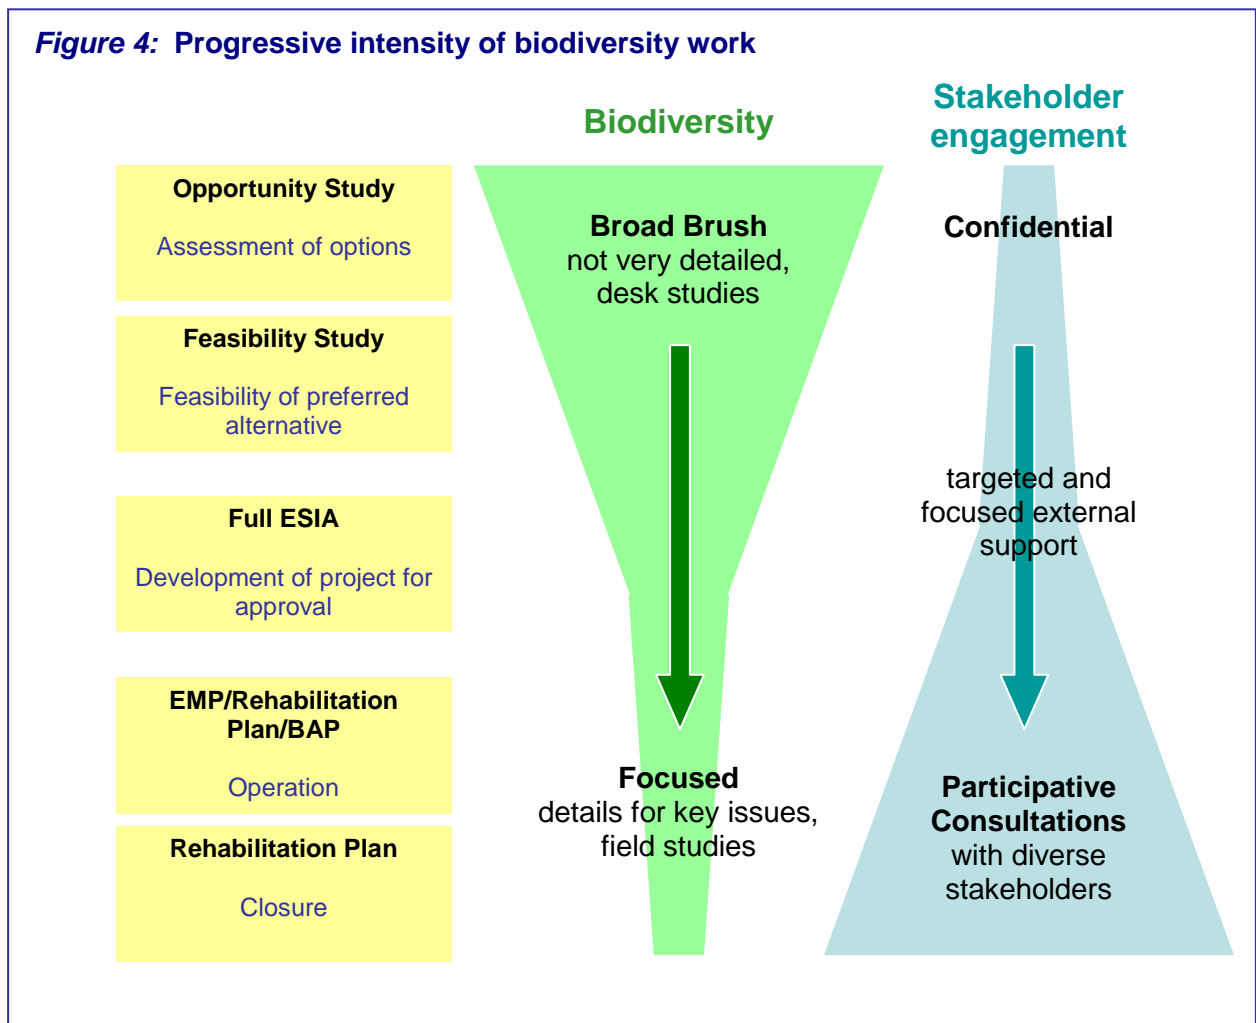 Figure 4: Progressive intensity of biodiversity work
Biodiversity
Stakeholder
engagement
Opportunity Study
Assessment of options
Feasibility Study
Feasibility of preferred
alternative
Full ESIA
Development of project for
approval
EMP/Rehabilitation
Plan/BAP
Operation
Rehabilitation Plan
Closure
Broad Brush
not very detailed,
desk studies
Focused
details for key issues,
field studies
Confidential
targeted and
focused external
support
Participative
Consultations
with diverse
stakeholders